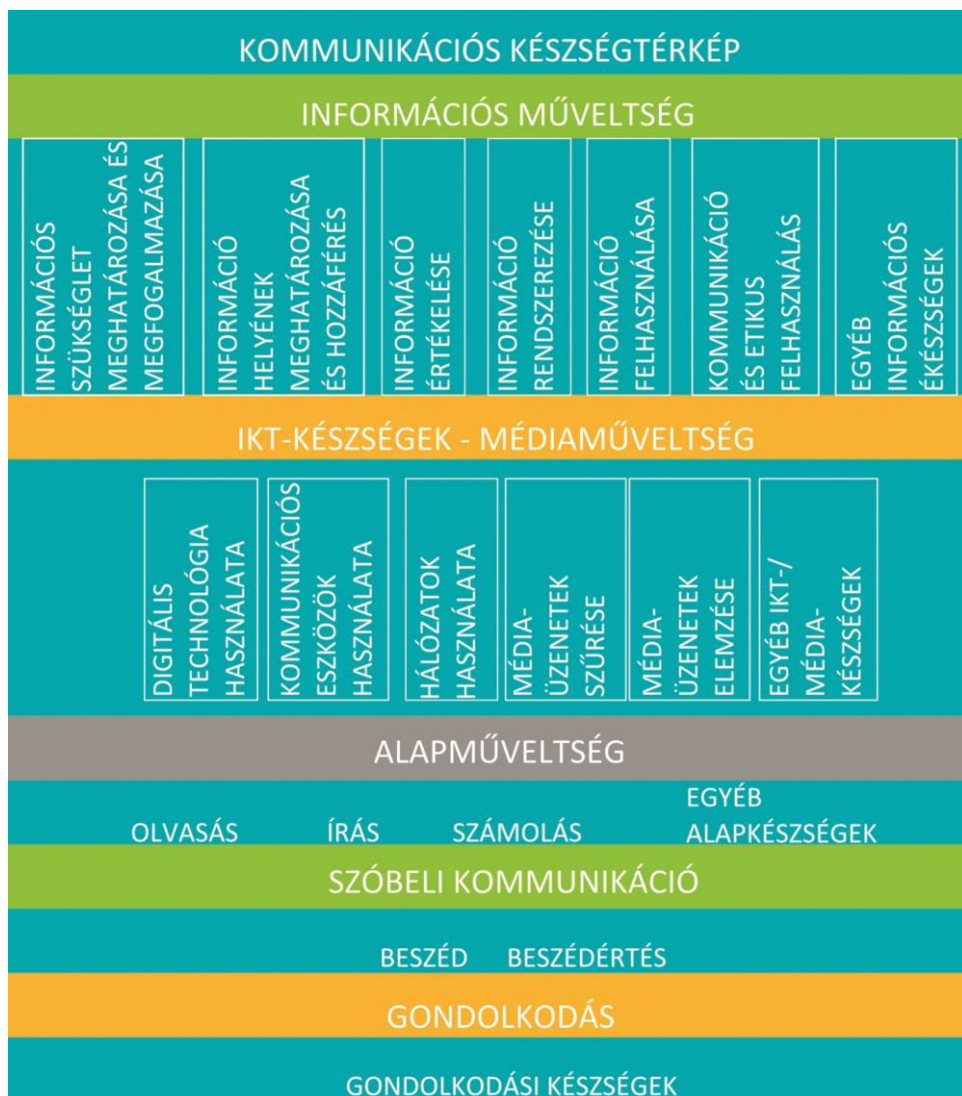 KOMMUNIKÁCIÓS KÉSZSÉGTÉRKÉP
INFORMÁCIÓS MŰVELTSÉG
INFORMÁCIÓS
SZÜKSÉGLET
MEGHATÁROZÁSA ÉS
MEGFOGALMAZÁSA
INFORMÁCIÓ
HELYÉNEK
MEGHATÁROZÁSA
ÉS HOZZÁFÉRÉS
INFORMÁCIÓ
ÉRTÉKELÉSE
INFORMÁCIÓ
RENDSZEREZÉSE
INFORMÁCIÓ
FELHASZNÁLÁSA
KOMMUNIKÁCIÓ
ÉS ETIKUS
FELHASZNÁLÁS
EGYÉB
INFORMÁCIÓS
ÉKÉSZSÉGEK
IKT-KÉSZSÉGEK - MÉDIAMŰVELTSÉG
DIGITÁLIS
TECHNOLÓGIA
HASZNÁLATA
KOMMUNIKÁCIÓS
ESZKÖZÖK
HASZNÁLATA
HÁLÓZATOK
HASZNÁLATA
MÉDIA-
ÜZENETEK
SZŰRÉSE
MÉDIA-
ÜZENETEK
ELEMZÉSE
EGYÉB IKT-/
MÉDIA-
KÉSZSÉGEK
ALAPMŰVELTSÉG
OLVASÁS
ÍRÁS
SZÁMOLÁS
EGYÉB
ALAPKÉSZSÉGEK
SZÓBELI KOMMUNIKÁCIÓ
BESZÉD
BESZÉDÉRTÉS
GONDOLKODÁS
GONDOLKODÁSI KÉSZSÉGEK